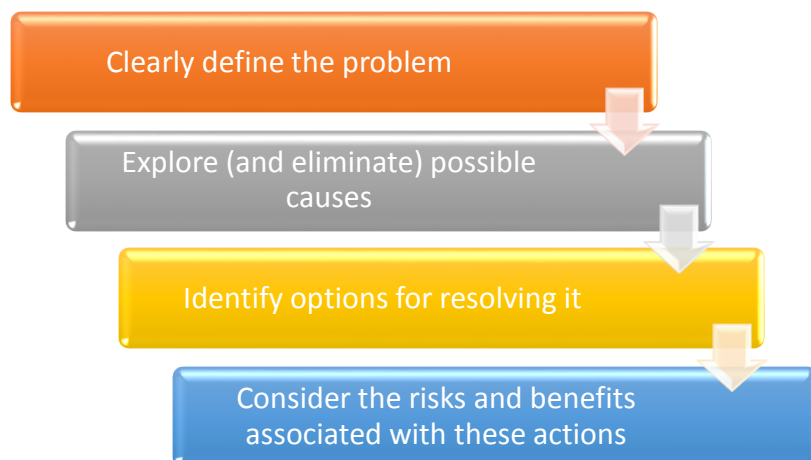 Clearly define the problem
Explore (and eliminate) possible
causes
Identify options for resolving it
Consider the risks and benefits
associated with these actions